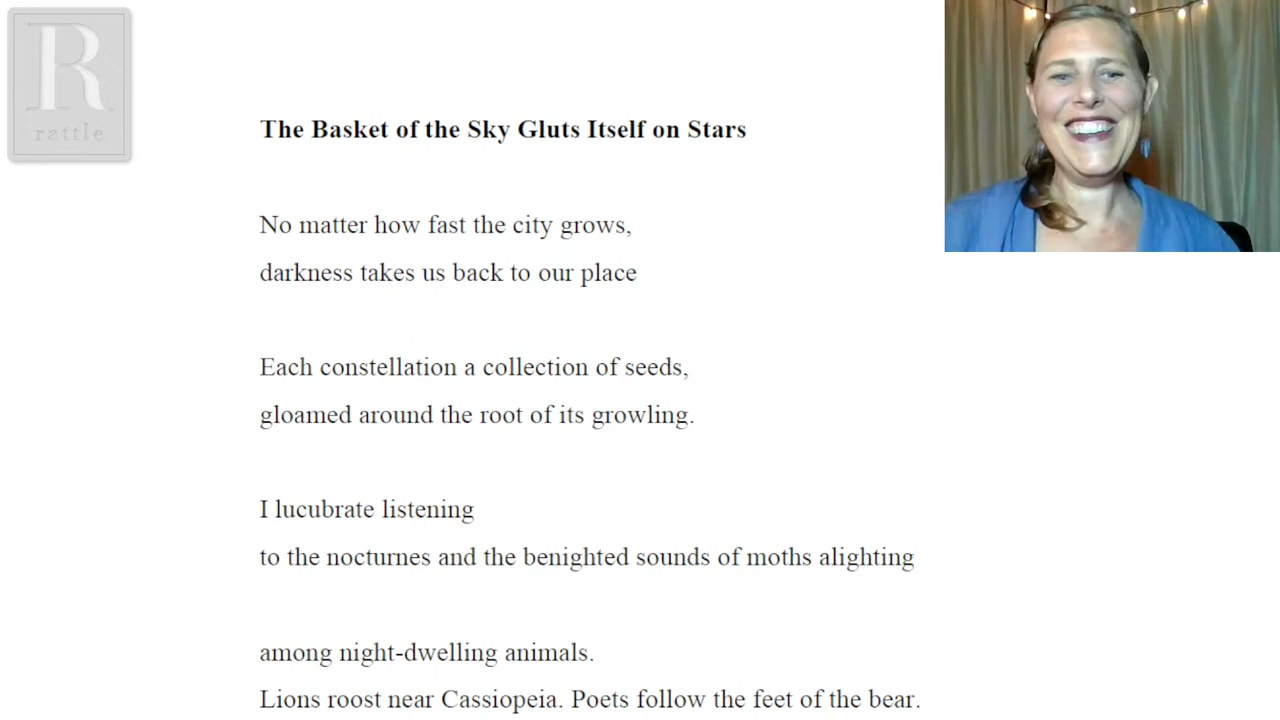 R
rattle
The Basket of the Sky Gluts Itself on Stars
No matter how fast the city grows,
darkness takes us back to our place
Each constellation a collection of seeds,
gloamed around the root of its growling.
I lucubrate listening
to the nocturnes and the benighted sounds of moths alighting
among night-dwelling animals.
Lions roost near Cassiopeia. Poets follow the feet of the bear.